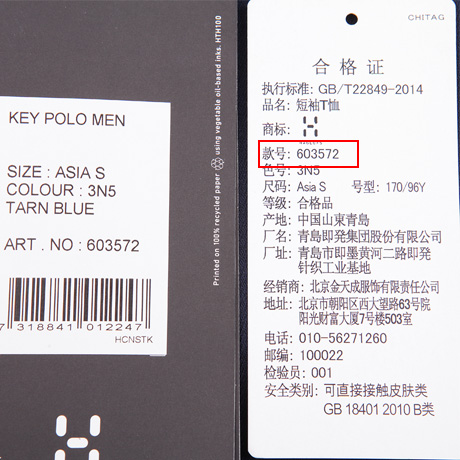 KEY POLO MEN
SIZE : ASIA S
COLOUR : 3N5
TARN BLUE
ART . NO : 603572
7 318841 012247
HCNSTK
Printed on 100% recycled paper using vegetable oil-based inks. HTH100
CHITAG
合格证
执行标准: GB/T22849-2014
品名: 短袖T恤
商标:
款号: 603572
色号: 3N5
尺码: Asia S 号型: 170/96Y
等级: 合格品
产地: 中国山東青島
厂名: 青島即発集团股份有限公司
厂址: 青島市即墨黄河二路即発
针织工业基地
经销商: 北京金天成服饰有限责任公司
地址: 北京市朝阳区西大望路63号院
阳光财富大厦7号楼503室
电话: 010-56271260
邮编: 100022
检验员: 001
安全类别: 可直接接触皮肤类
GB 18401 2010 B类